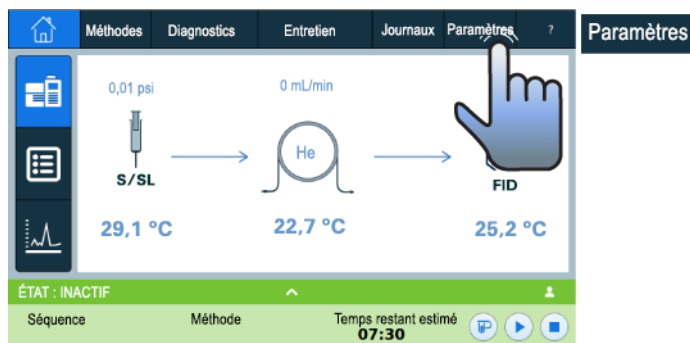 Méthodes Diagnostics Entretien Journaux Paramètres ?
Paramètres
0,01 psi 0 mL/min
He
S/SL FID
29,1 °C 22,7 °C 25,2 °C
ÉTAT : INACTIF
Séquence Méthode Temps restant estimé
07:30